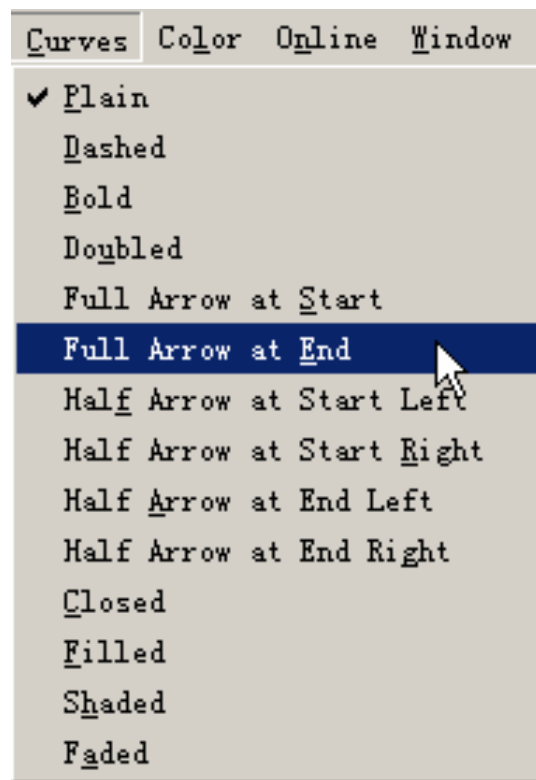 Curves Color Online Window
Plain
Dashed
Bold
Doubled
Full Arrow at Start
Full Arrow at End
Half Arrow at Start Left
Half Arrow at Start Right
Half Arrow at End Left
Half Arrow at End Right
Closed
Filled
Shaded
Faded